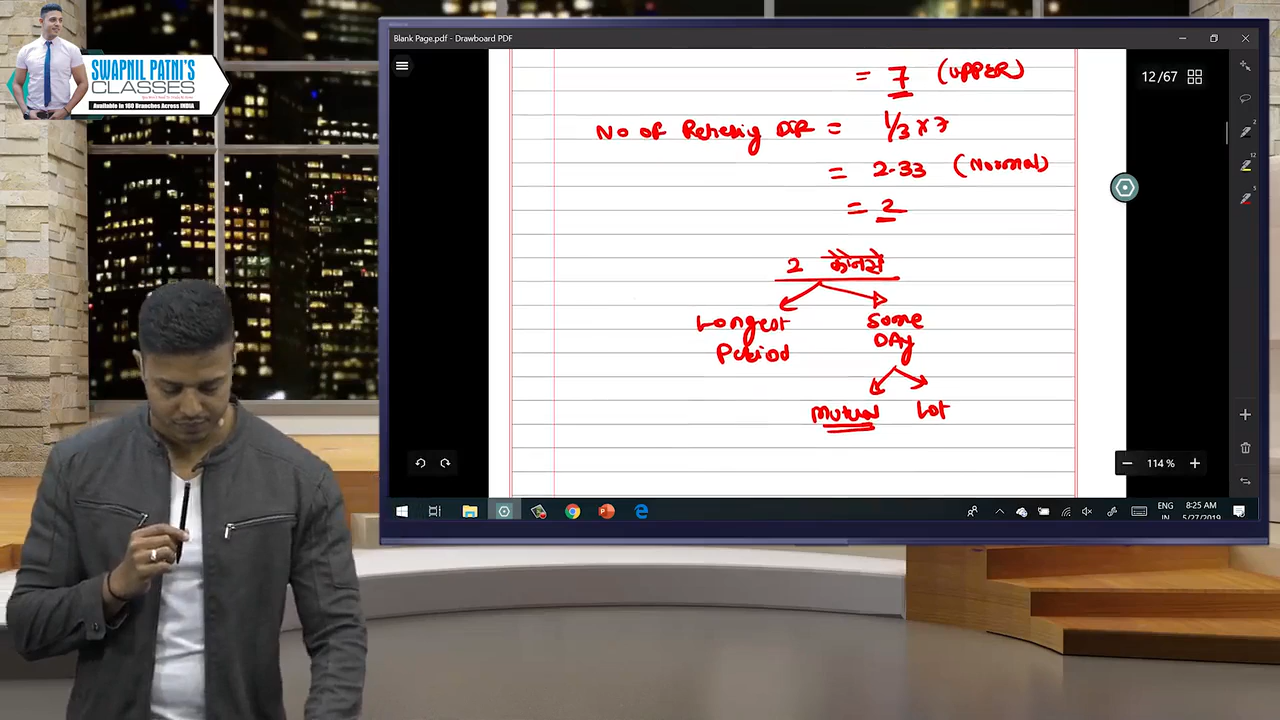 SWAPNIL PATNI'S
CLASSES
Available in 160 Branches Across INDIA
Blank Page.pdf - Drawboard PDF
12/67
= 7 (UPPER)
No of Retiring Dir = 1/3 x 7
= 2.33 (Normal)
= 2
2 कौनसे
Longest Period
Same DAy
Mutual Lot
114 %
ENG
IN
8:25 AM
5/27/2019